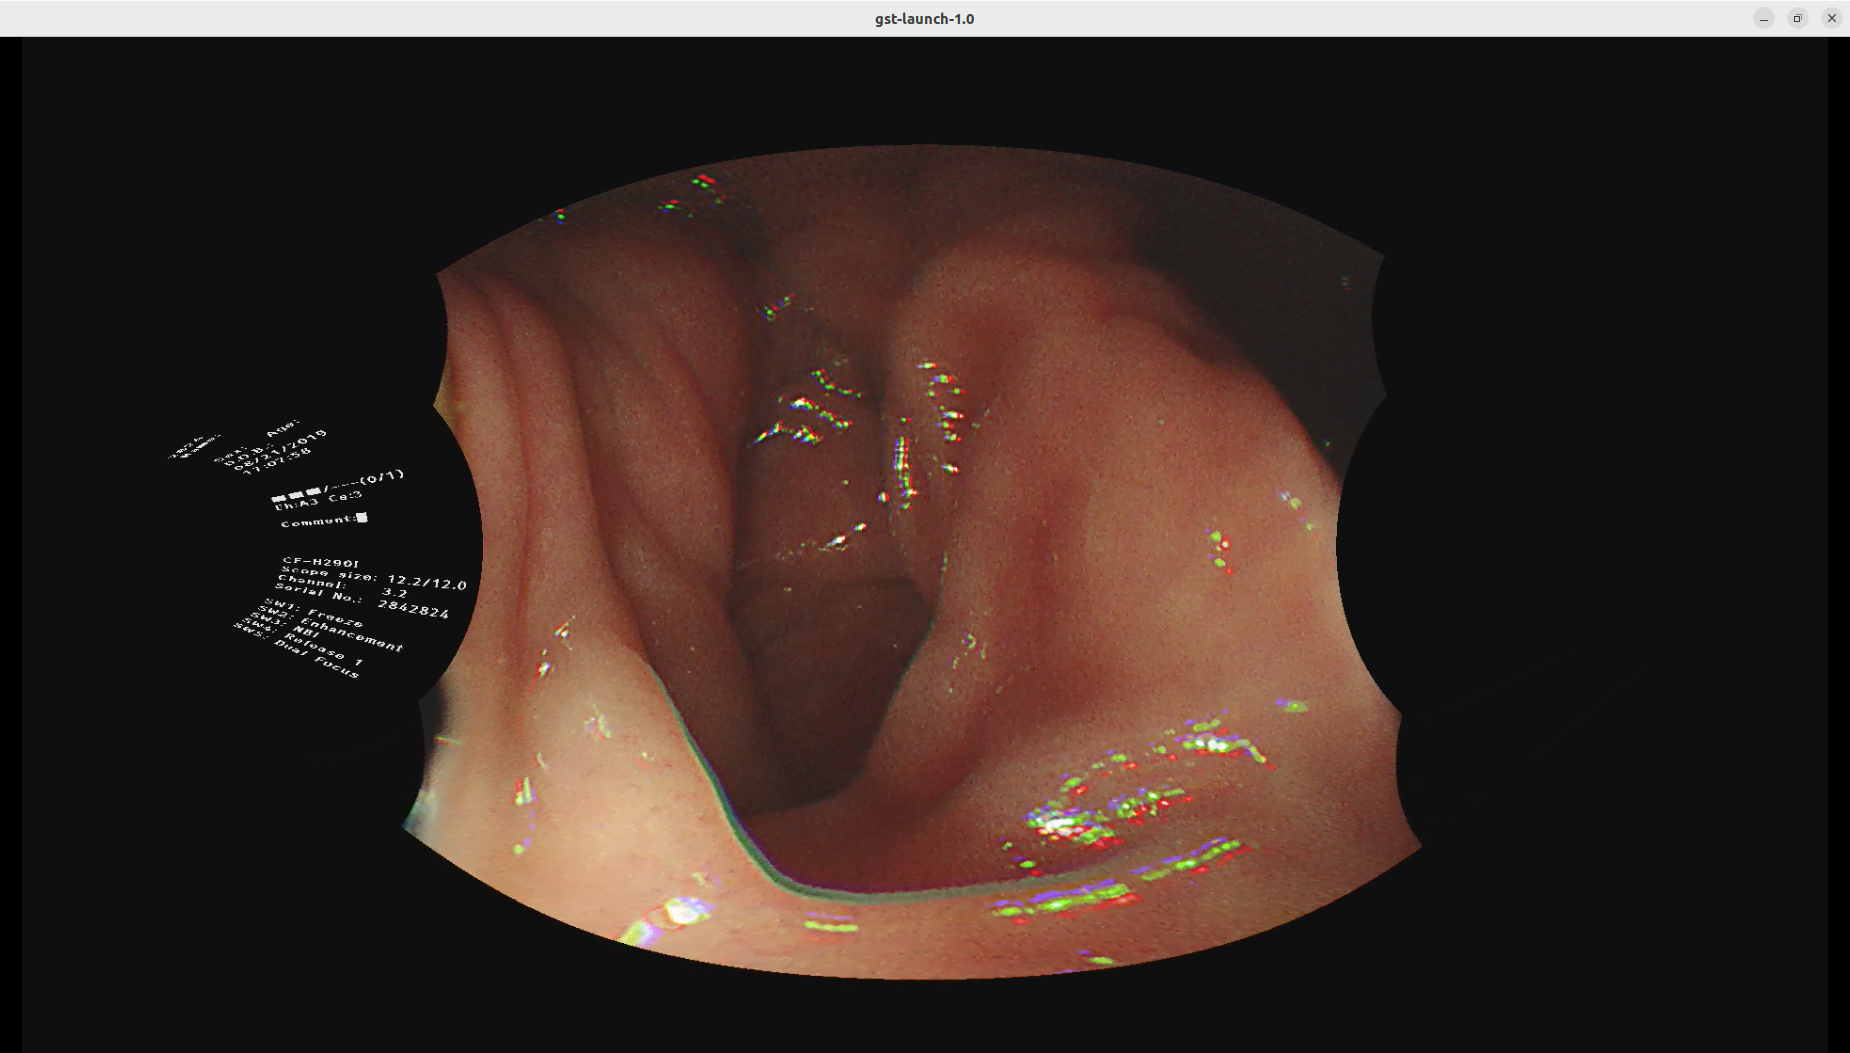 gst-launch-1.0
Age:
D.O.B.:
08/21/2019
17:07:58
/---(0/1)
Eh:A3 Ce:3
Comment:
CF-H290I
Scope size: 12.2/12.0
Channel: 3.2
Serial No.: 2842824
SW1: Freeze
SW2: Enhancement
SW3: NBI
SW4: Release 1
SW5: Dual Focus